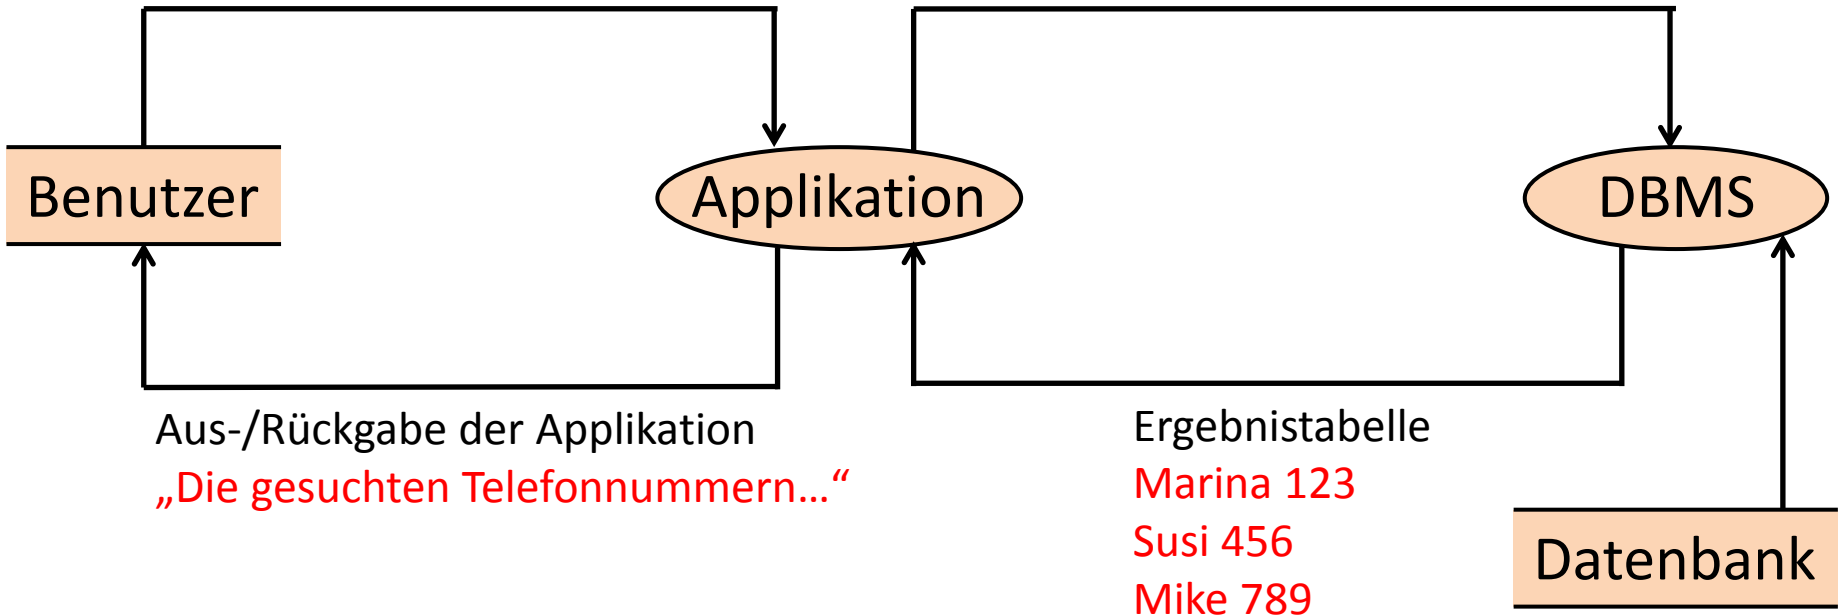 Benutzer
Applikation
DBMS
Aus-/Rückgabe der Applikation
„Die gesuchten Telefonnummern…“
Ergebnistabelle
Marina 123
Susi 456
Mike 789
Datenbank